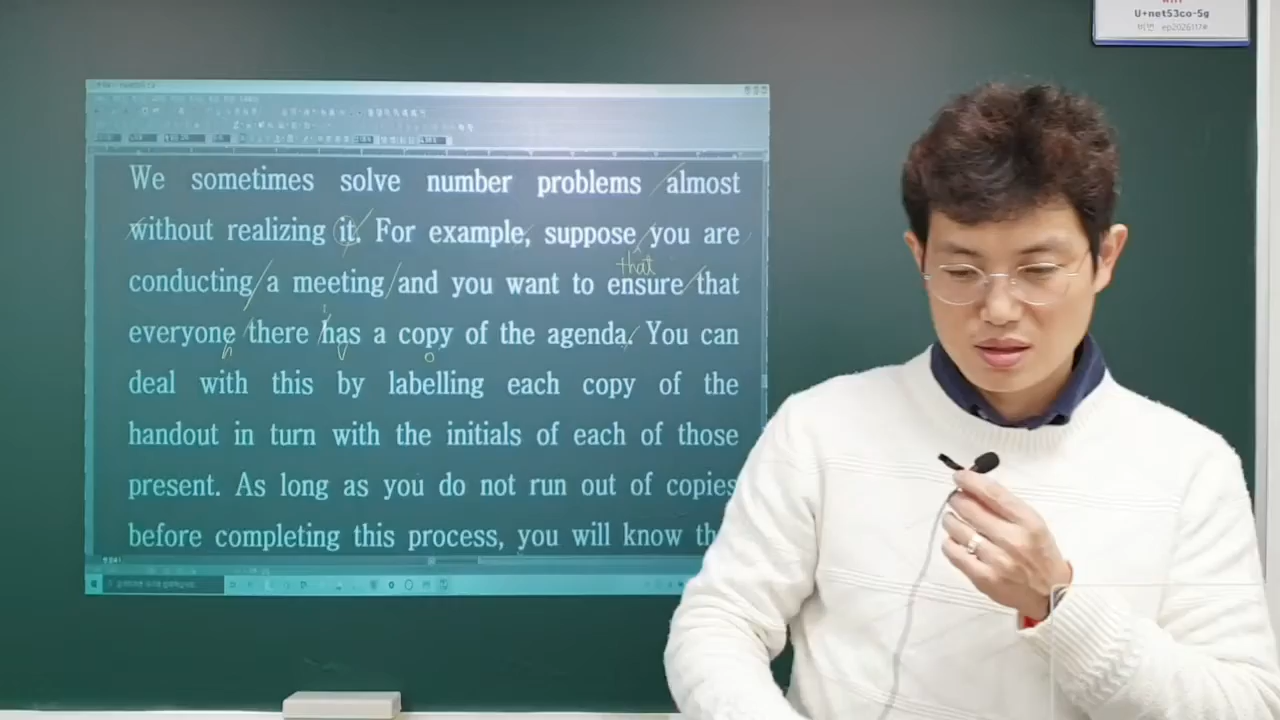 U+net53co-5g
We sometimes solve number problems almost
without realizing it. For example, suppose you are
that
conducting a meeting and you want to ensure that
everyone there has a copy of the agenda. You can
deal with this by labelling each copy of the
handout in turn with the initials of each of those
present. As long as you do not run out of copies
before completing this process, you will know